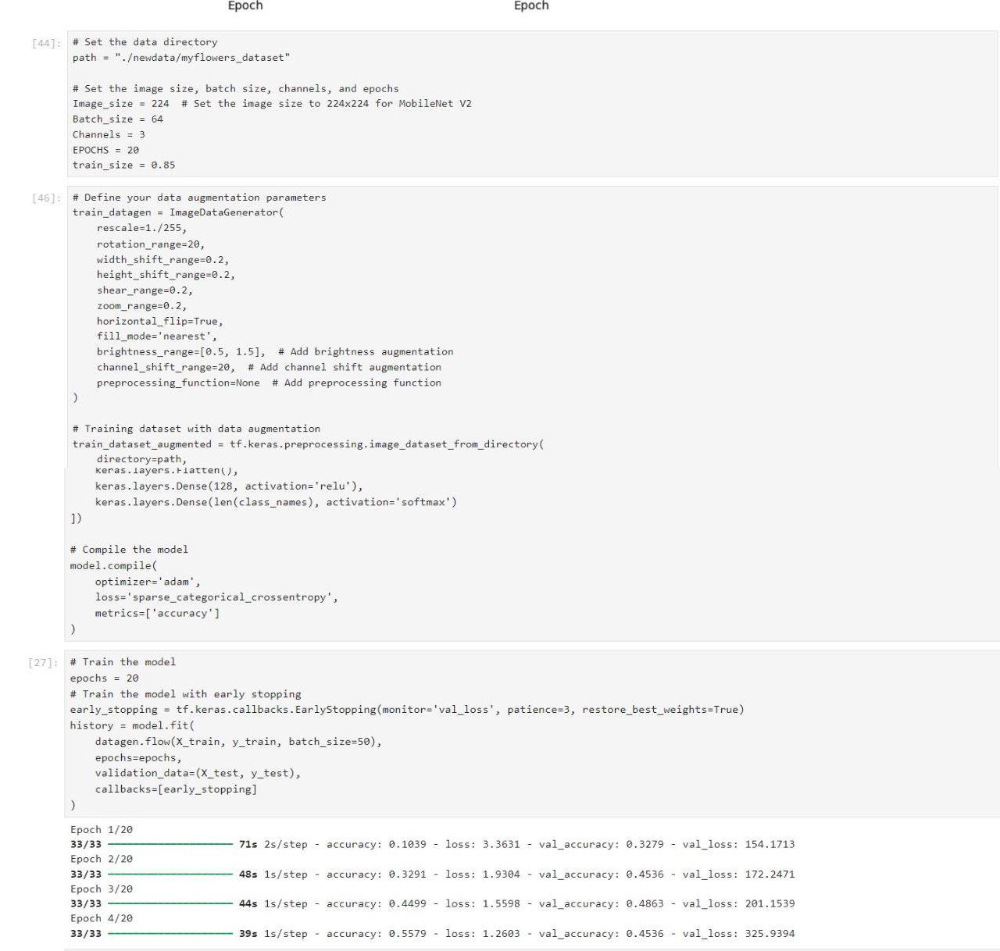 Epoch Epoch
[44]: # Set the data directory
path = "./newdata/myflowers_dataset"
# Set the image size, batch size, channels, and epochs
Image_size = 224  # Set the image size to 224x224 for MobileNet V2
Batch_size = 64
Channels = 3
EPOCHS = 20
train_size = 0.85
[46]: # Define your data augmentation parameters
train_datagen = ImageDataGenerator(
    rescale=1./255,
    rotation_range=20,
    width_shift_range=0.2,
    height_shift_range=0.2,
    shear_range=0.2,
    zoom_range=0.2,
    horizontal_flip=True,
    fill_mode='nearest',
    brightness_range=[0.5, 1.5],  # Add brightness augmentation
    channel_shift_range=20,  # Add channel shift augmentation
    preprocessing_function=None  # Add preprocessing function
)
# Training dataset with data augmentation
train_dataset_augmented = tf.keras.preprocessing.image_dataset_from_directory(
    directory=path,
    keras.layers.Flatten(),
    keras.layers.Dense(128, activation='relu'),
    keras.layers.Dense(len(class_names), activation='softmax')
])
# Compile the model
model.compile(
    optimizer='adam',
    loss='sparse_categorical_crossentropy',
    metrics=['accuracy']
)
[27]: # Train the model
epochs = 20
# Train the model with early stopping
early_stopping = tf.keras.callbacks.EarlyStopping(monitor='val_loss', patience=3, restore_best_weights=True)
history = model.fit(
    datagen.flow(X_train, y_train, batch_size=50),
    epochs=epochs,
    validation_data=(X_test, y_test),
    callbacks=[early_stopping]
)
Epoch 1/20
33/33 71s 2s/step - accuracy: 0.1039 - loss: 3.3631 - val_accuracy: 0.3279 - val_loss: 154.1713
Epoch 2/20
33/33 48s 1s/step - accuracy: 0.3291 - loss: 1.9304 - val_accuracy: 0.4536 - val_loss: 172.2471
Epoch 3/20
33/33 44s 1s/step - accuracy: 0.4499 - loss: 1.5598 - val_accuracy: 0.4863 - val_loss: 201.1539
Epoch 4/20
33/33 39s 1s/step - accuracy: 0.5579 - loss: 1.2603 - val_accuracy: 0.4536 - val_loss: 325.9394